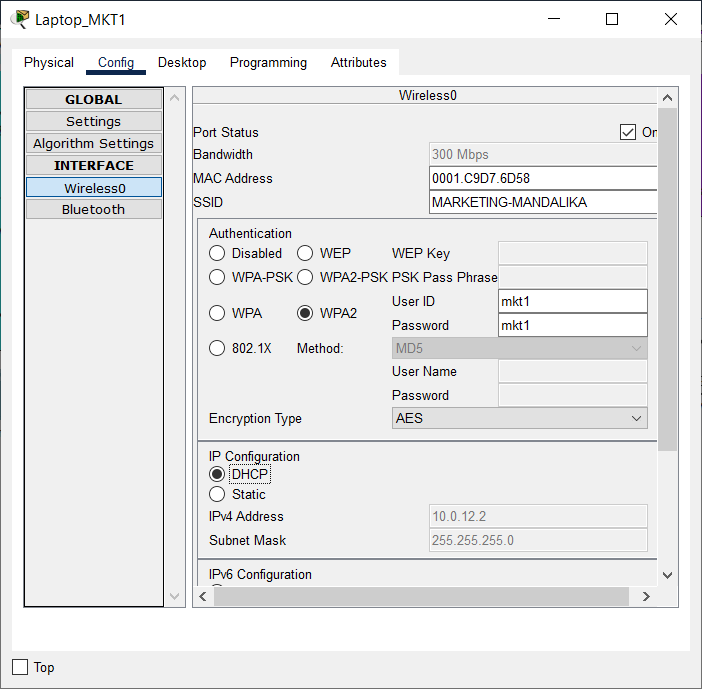 Laptop_MKT1
Physical Config Desktop Programming Attributes
GLOBAL
Settings
Algorithm Settings
INTERFACE
Wireless0
Bluetooth
Wireless0
Port Status On
Bandwidth 300 Mbps
MAC Address 0001.C9D7.6D58
SSID MARKETING-MANDALIKA
Authentication
Disabled WEP WEP Key
WPA-PSK WPA2-PSK PSK Pass Phrase
User ID mkt1
WPA WPA2
Password mkt1
802.1X Method: MD5
User Name
Password
Encryption Type AES
IP Configuration
DHCP
Static
IPv4 Address 10.0.12.2
Subnet Mask 255.255.255.0
IPv6 Configuration
Top